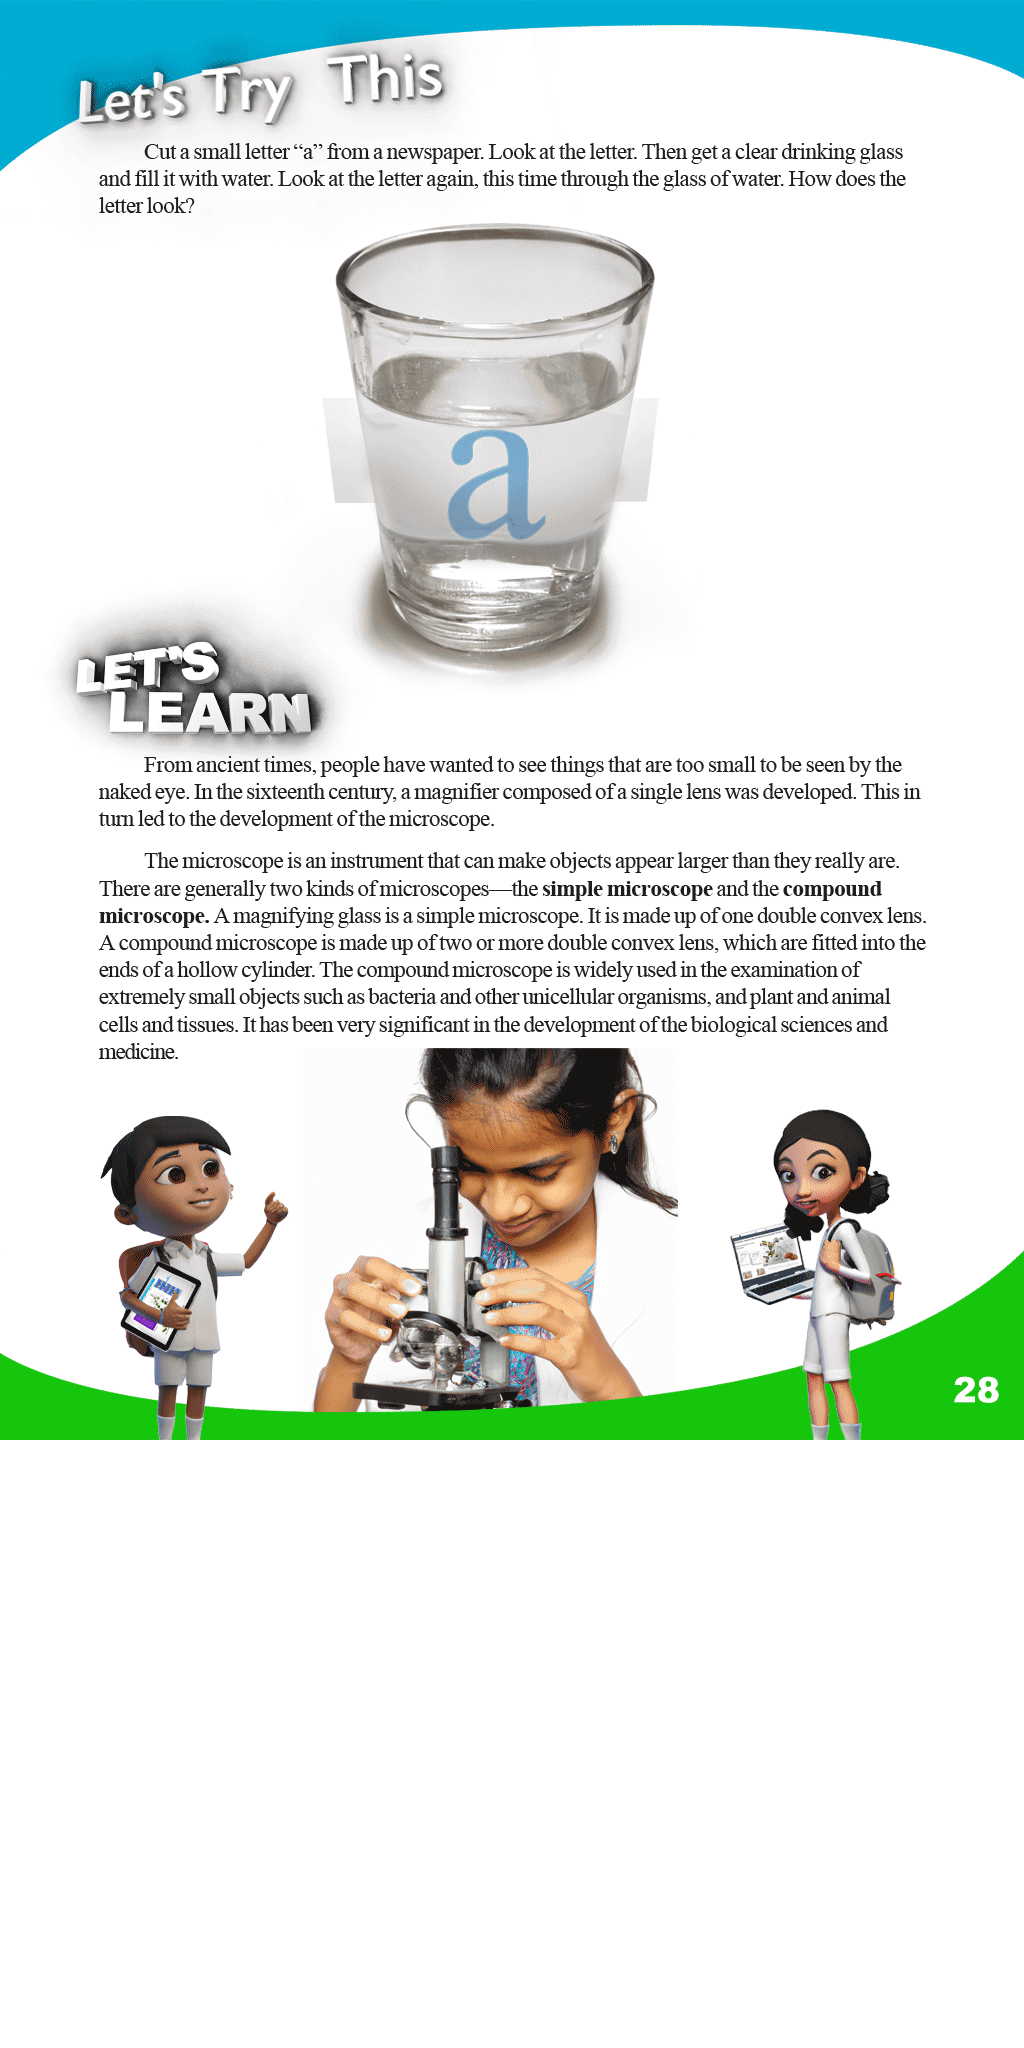 Let's Try This
Cut a small letter “a” from a newspaper. Look at the letter. Then get a clear drinking glass
and fill it with water. Look at the letter again, this time through the glass of water. How does the
letter look?
a
LET'S
LEARN
From ancient times, people have wanted to see things that are too small to be seen by the
naked eye. In the sixteenth century, a magnifier composed of a single lens was developed. This in
turn led to the development of the microscope.
The microscope is an instrument that can make objects appear larger than they really are.
There are generally two kinds of microscopes—the simple microscope and the compound
microscope. A magnifying glass is a simple microscope. It is made up of one double convex lens.
A compound microscope is made up of two or more double convex lens, which are fitted into the
ends of a hollow cylinder. The compound microscope is widely used in the examination of
extremely small objects such as bacteria and other unicellular organisms, and plant and animal
cells and tissues. It has been very significant in the development of the biological sciences and
medicine.
28